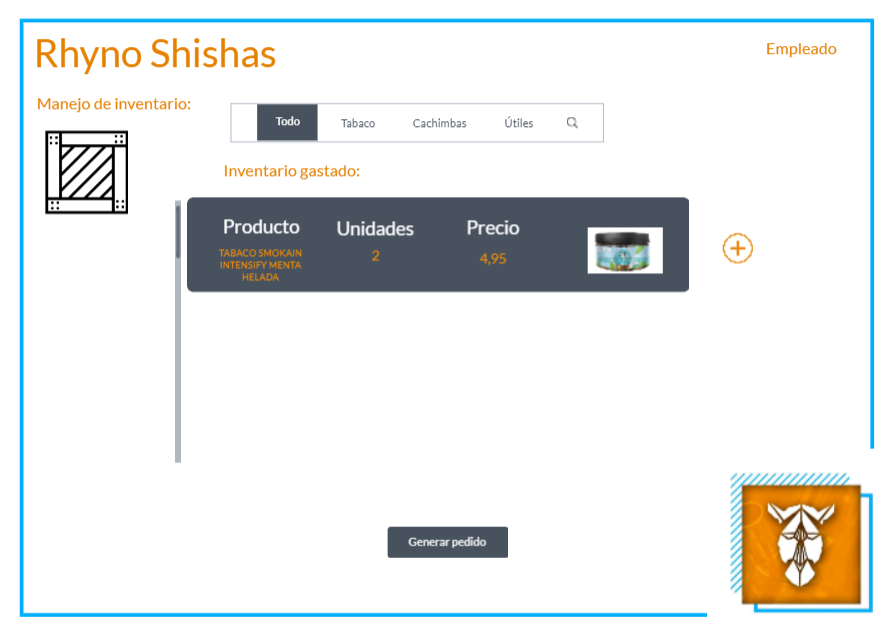 Rhyno Shishas
Empleado
Manejo de inventario:
Todo Tabaco Cachimbas Útiles
Inventario gastado:
Producto Unidades Precio
TABACO SMOKAIN
INTENSIFY MENTA
HELADA
2
4,95
Generar pedido